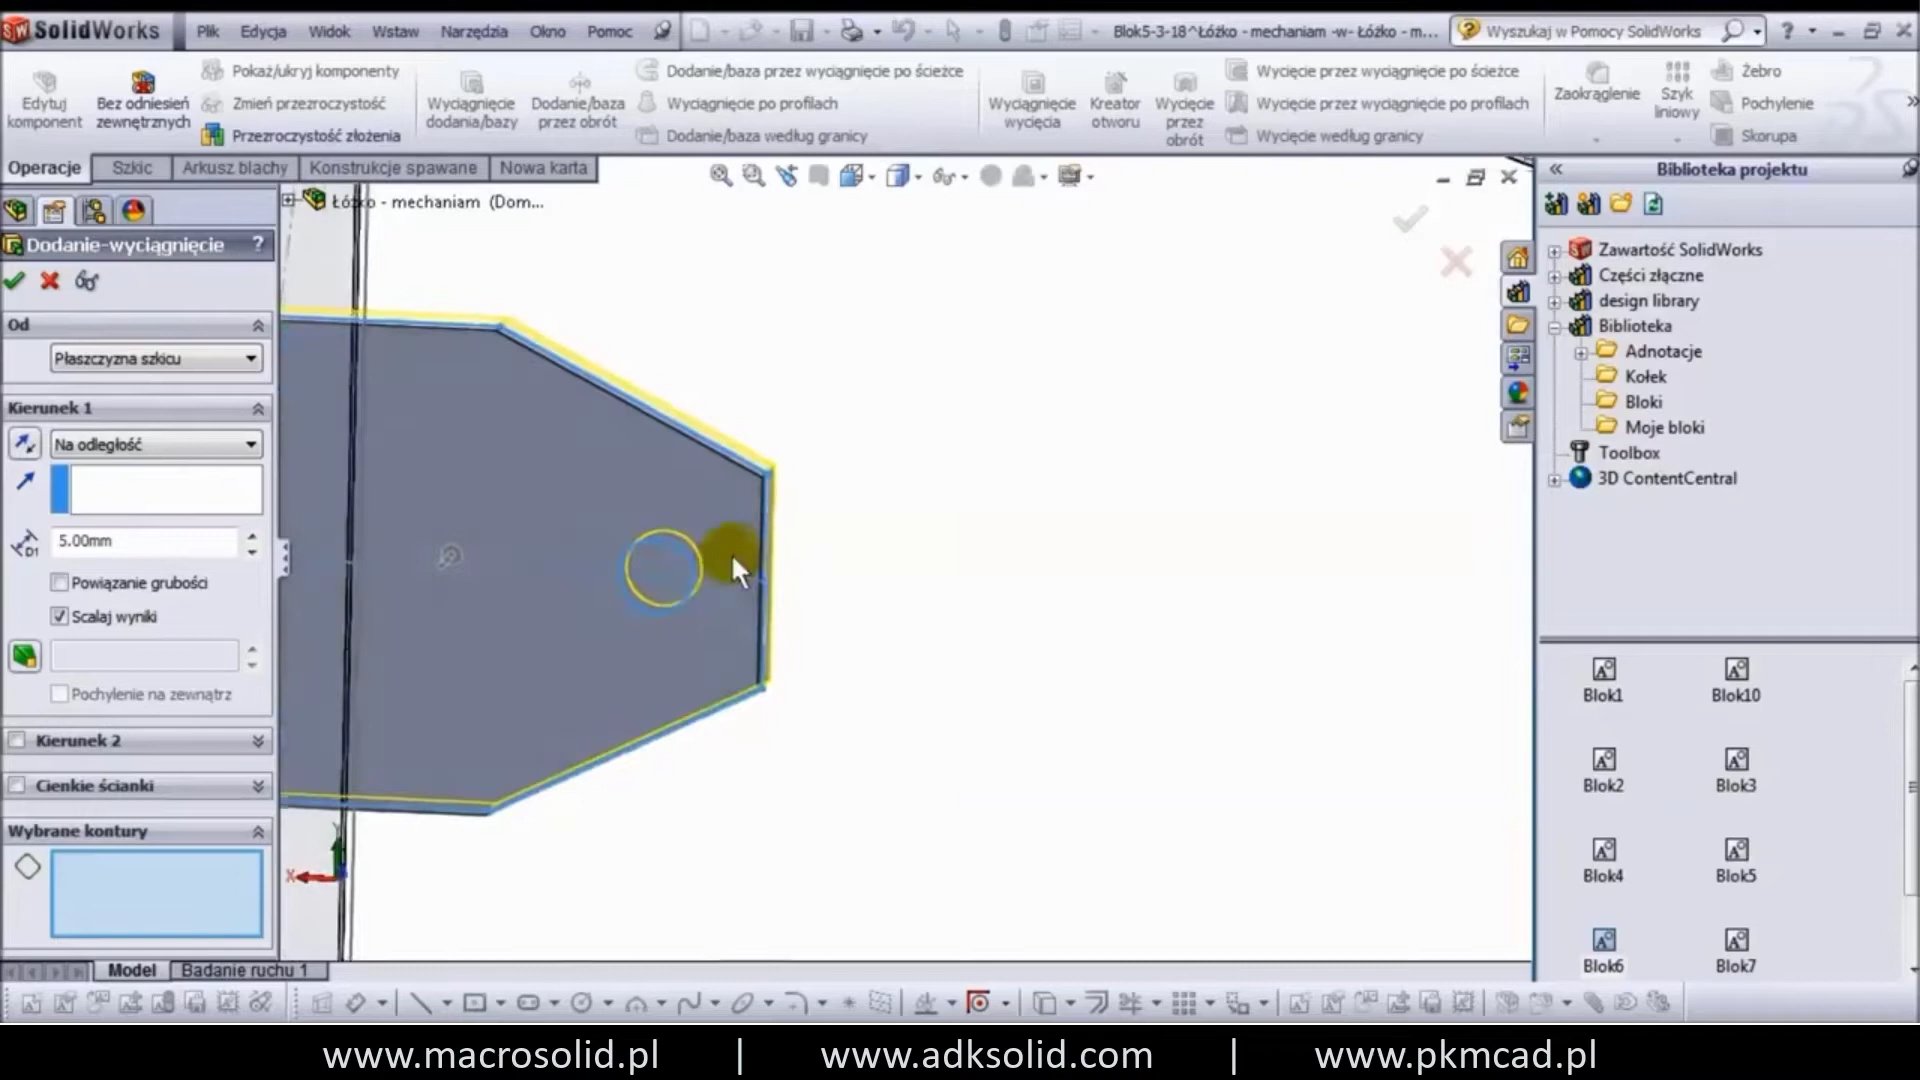 SolidWorks Plik Edycja Widok Wstaw Narzędzia Okno Pomoc Blok5-3-18^Łóżko - mechaniam -w- Łóżko - m... Wyszukaj w Pomocy SolidWorks ?
Edytuj komponent
Bez odniesień zewnętrznych
Pokaż/ukryj komponenty
Zmień przezroczystość
Przezroczystość złożenia
Wyciągnięcie dodania/bazy
Dodanie/baza przez obrót
Dodanie/baza przez wyciągnięcie po ścieżce
Wyciągnięcie po profilach
Dodanie/baza według granicy
Wyciągnięcie wycięcia
Kreator otworu
Wycięcie przez obrót
Wycięcie przez wyciągnięcie po ścieżce
Wycięcie przez wyciągnięcie po profilach
Wycięcie według granicy
Zaokrąglenie
Szyk liniowy
Żebro
Pochylenie
Skorupa
Operacje Szkic Arkusz blachy Konstrukcje spawane Nowa karta
Łóżko - mechaniam (Dom...
Dodanie-wyciągnięcie ?
Od
Płaszczyzna szkicu
Kierunek 1
Na odległość
D1 5.00mm
Powiązanie grubości
Scalaj wyniki
Pochylenie na zewnątrz
Kierunek 2
Cienkie ścianki
Wybrane kontury
X
Y
Model Badanie ruchu 1
Biblioteka projektu
Zawartość SolidWorks
Części złączne
design library
Biblioteka
Adnotacje
Kołek
Bloki
Moje bloki
Toolbox
3D ContentCentral
Blok1 Blok10
Blok2 Blok3
Blok4 Blok5
Blok6 Blok7
www.macrosolid.pl | www.adksolid.com | www.pkmcad.pl